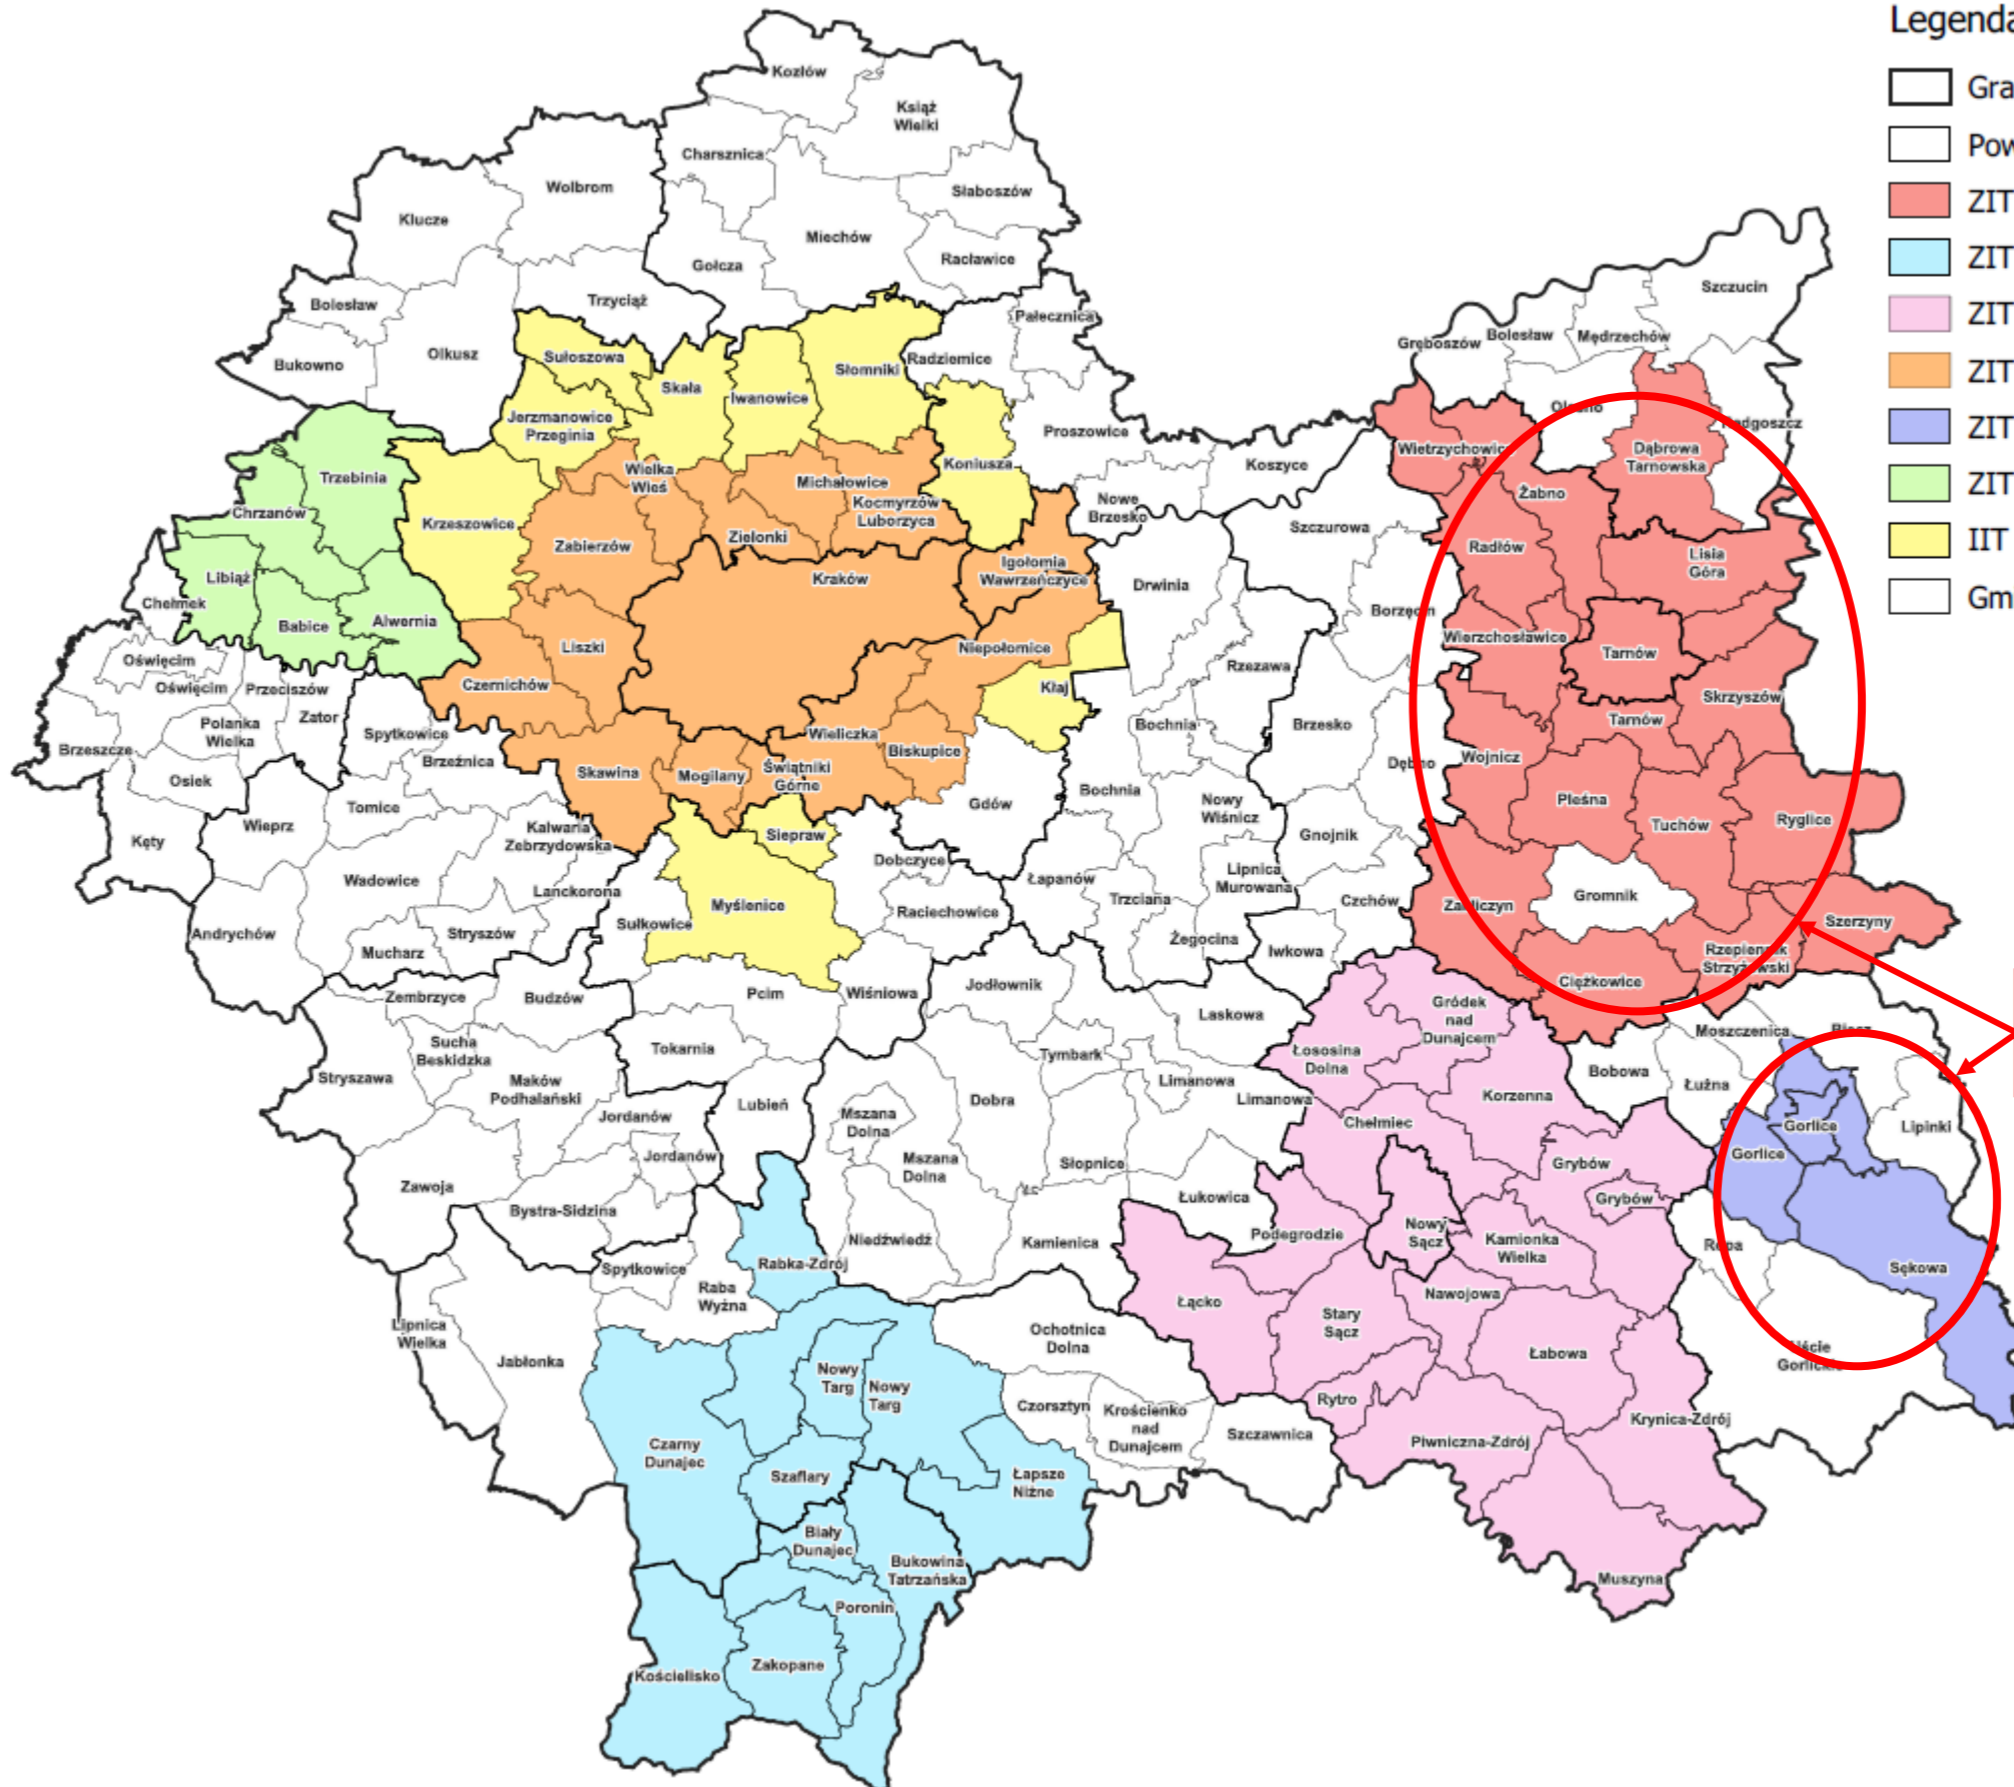 Legenda
Gra
Pow
ZIT
ZIT
ZIT
ZIT
ZIT
ZIT
IIT
Gm
Kozłów
Książ
Wielki
Charsznica
Wolbrom
Słaboszów
Klucze
Miechów
Gołcza
Racławice
Szczucin
Bolesław
Trzyciąż
Pałecznica
Olkusz
Bukowno
Sułoszowa
Radziemice
Słomniki
Skała
Iwanowice
Gręboszów
Bolesław
Mędrzechów
Jerzmanowice
Przeginia
Proszowice
Wietrzychowice
Dąbrowa
Tarnowska
Trzebinia
Wielka
Wieś
Michałowice
Koniusza
Koszyce
Żabno
Chrzanów
Krzeszowice
Kocmyrzów
Luborzyca
Nowe
Brzesko
Szczurowa
Zabierzów
Zielonki
Radłów
Lisia
Góra
Libiąż
Kraków
Igołomia
Wawrzeńczyce
Drwinia
Chełmek
Babice
Alwernia
Borzęcin
Liszki
Niepołomice
Wierzchosławice
Tarnów
Oświęcim
Oświęcim
Przeciszów
Czernichów
Kłaj
Rzezawa
Skrzyszów
Polanka
Wielka
Zator
Spytkowice
Wieliczka
Bochnia
Brzesko
Tarnów
Brzeszcze
Osiek
Brzeźnica
Skawina
Mogilany
Świątniki
Górne
Biskupice
Dębno
Wojnicz
Kęty
Wieprz
Tomice
Kalwaria
Zebrzydowska
Siepraw
Gdów
Bochnia
Nowy
Wiśnicz
Gnojnik
Pleśna
Tuchów
Ryglice
Wadowice
Lanckorona
Dobczyce
Łapanów
Lipnica
Murowana
Myślenice
Raciechowice
Trzciana
Czchów
Zakliczyn
Gromnik
Szerzyny
Andrychów
Mucharz
Stryszów
Sułkowice
Żegocina
Iwkowa
Rzepiennik
Strzyżewski
Ciężkowice
Zembrzyce
Budzów
Pcim
Wiśniowa
Jodłownik
Laskowa
Gródek
nad
Dunajcem
Moszczenica
Sucha
Beskidzka
Tokarnia
Tymbark
Łososina
Dolna
Stryszawa
Maków
Podhalański
Limanowa
Bobowa
Łużna
Jordanów
Lubień
Mszana
Dolna
Dobra
Limanowa
Korzenna
Chełmiec
Gorlice
Lipinki
Jordanów
Mszana
Dolna
Słopnice
Grybów
Gorlice
Zawoja
Bystra-Sidzina
Łukowica
Grybów
Niedźwiedź
Kamienica
Podegrodzie
Nowy
Sącz
Kamionka
Wielka
Ropa
Spytkowice
Rabka-Zdrój
Sękowa
Raba
Wyżna
Łącko
Nawojowa
Lipnica
Wielka
Ochotnica
Dolna
Stary
Sącz
Łabowa
Jabłonka
Nowy
Targ
Nowy
Targ
Rytro
Czorsztyn
Krościenko
nad
Dunajcem
Szczawnica
Krynica-Zdrój
Piwniczna-Zdrój
Czarny
Dunajec
Szaflary
Łapsze
Niżne
Biały
Dunajec
Bukowina
Tatrzańska
Muszyna
Poronin
Kościelisko
Zakopane